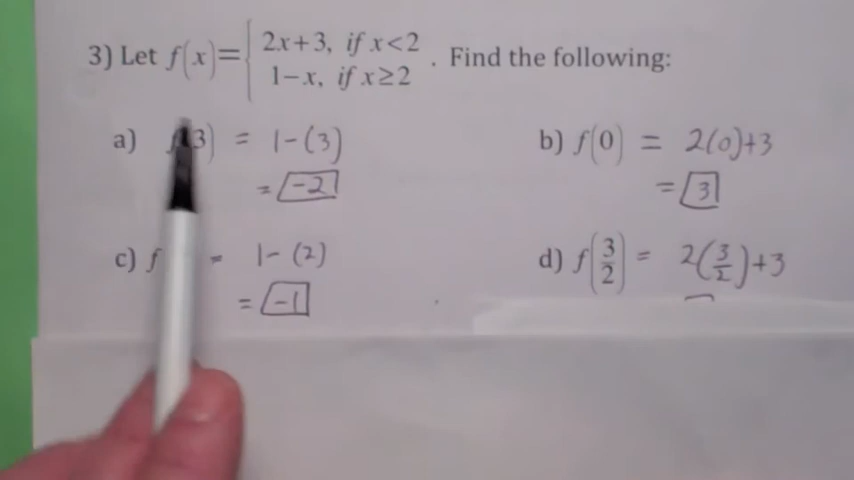 3) Let f(x)= { 2x+3, if x<2
1−x, if x≥2 . Find the following:
a) f(3) = 1-(3)
= -2
b) f(0) = 2(0)+3
= 3
c) f = 1-(2)
= -1
d) f(3/2) = 2(3/2)+3